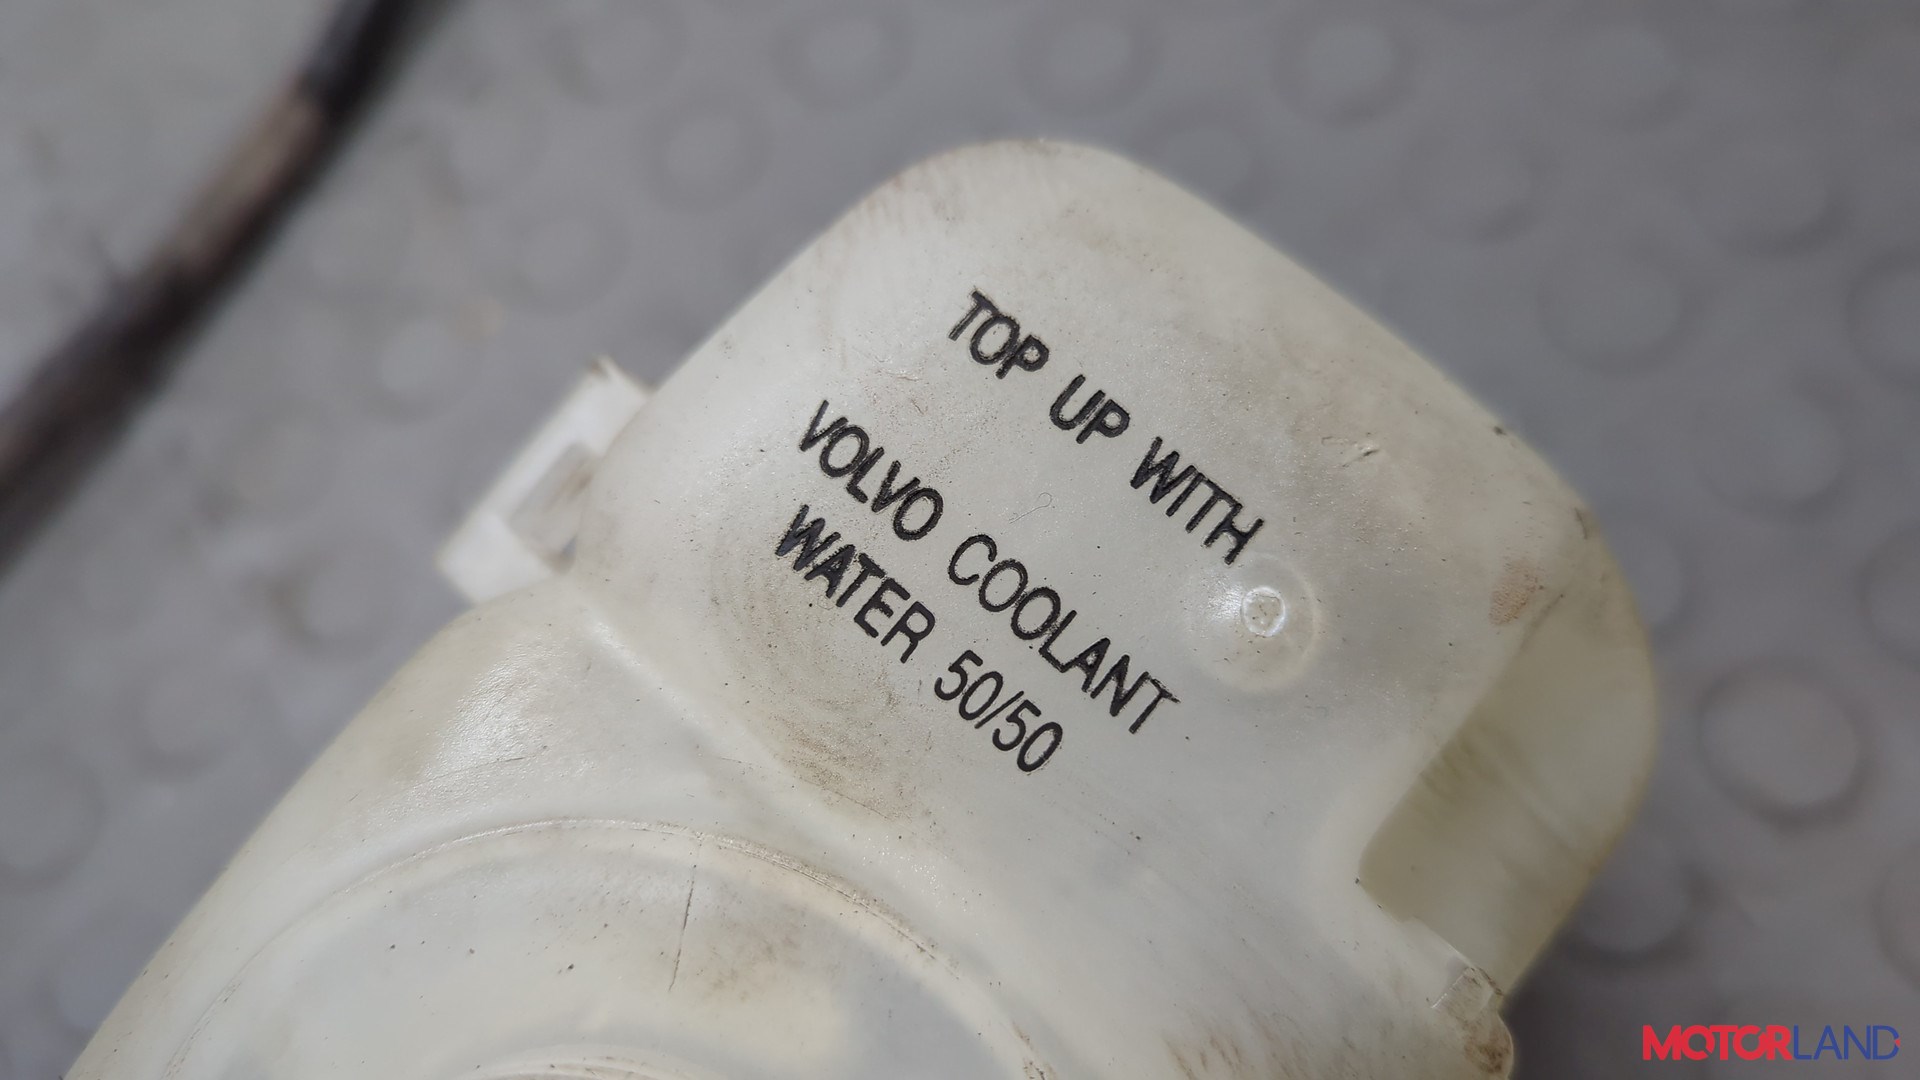 TOP UP WITH
VOLVO COOLANT
WATER 50/50
MOTORLAND